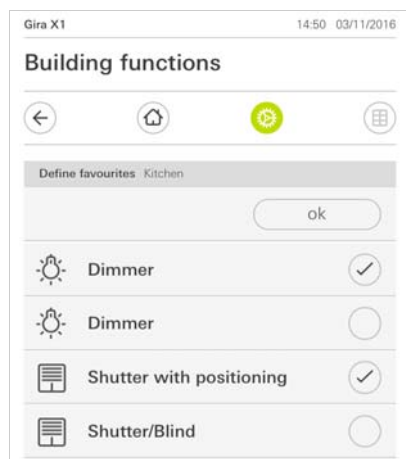 Gira X1 14:50 03/11/2016
Building functions
Define favourites Kitchen
ok
Dimmer
Dimmer
Shutter with positioning
Shutter/Blind